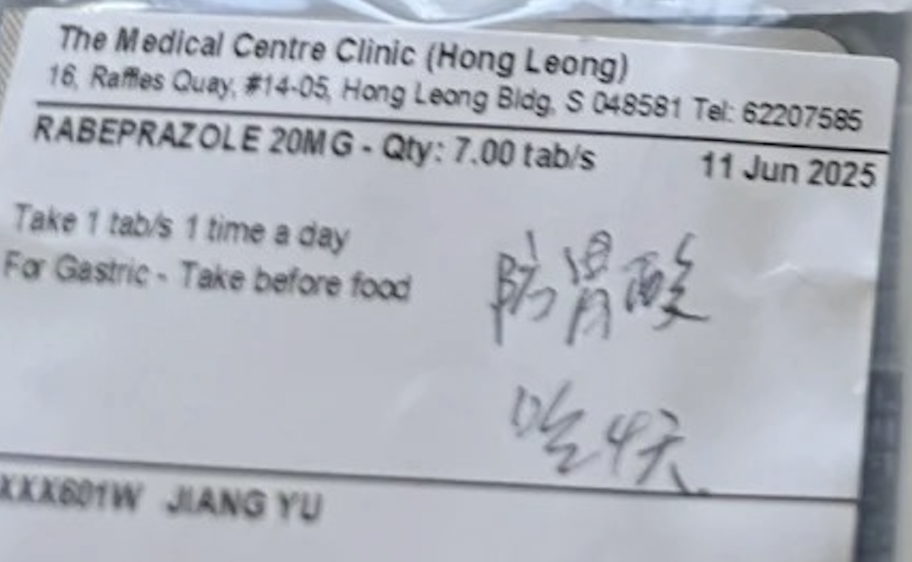 The Medical Centre Clinic (Hong Leong)
16, Raffles Quay, #14-05, Hong Leong Bldg, S 048581 Tel: 62207585
RABEPRAZOLE 20MG - Qty: 7.00 tab/s 11 Jun 2025
Take 1 tab/s 1 time a day
For Gastric - Take before food
防胃酸
吃4天
XXX601W JIANG YU